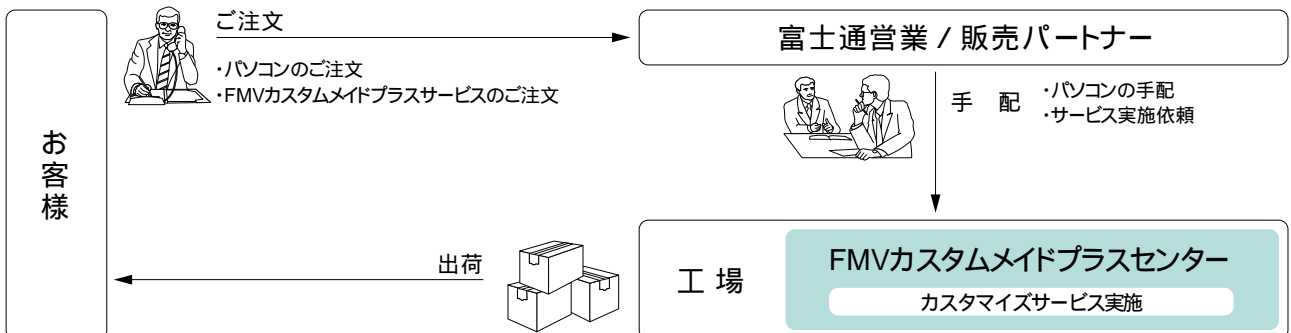 お客様
ご注文
・パソコンのご注文
・FMVカスタムメイドプラスサービスのご注文
富士通営業 / 販売パートナー
手 配
・パソコンの手配
・サービス実施依頼
工 場
FMVカスタムメイドプラスセンター
カスタマイズサービス実施
出荷